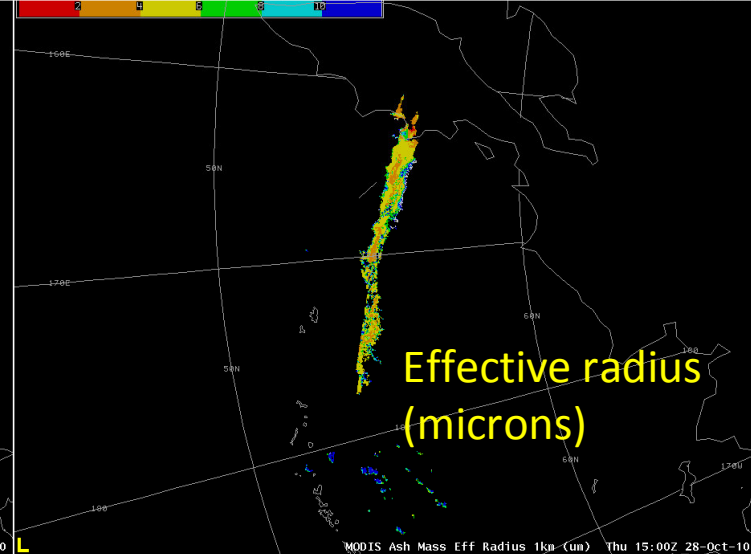 2 4 6 8 10
160E
50N
170E
60N
50N
180
Effective radius
(microns)
60N
170W
180
0 L
MODIS Ash Mass Eff Radius 1km (um) Thu 15:00Z 28-Oct-10